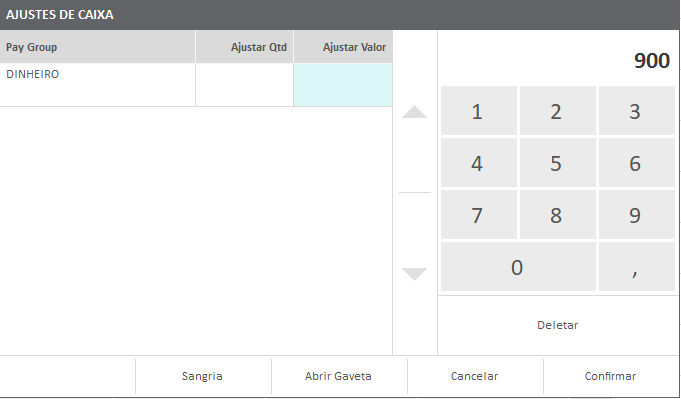 AJUSTES DE CAIXA
Pay Group Ajustar Qtd Ajustar Valor
DINHEIRO
900
1 2 3
4 5 6
7 8 9
0 ,
Deletar
Sangria Abrir Gaveta Cancelar Confirmar